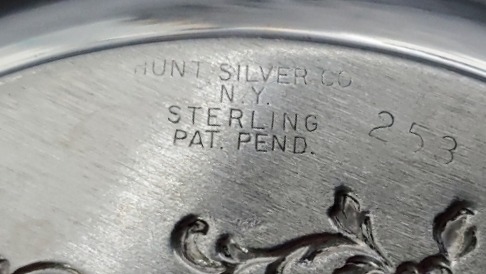 HUNT SILVER CO
N.Y.
STERLING
PAT. PEND.
253